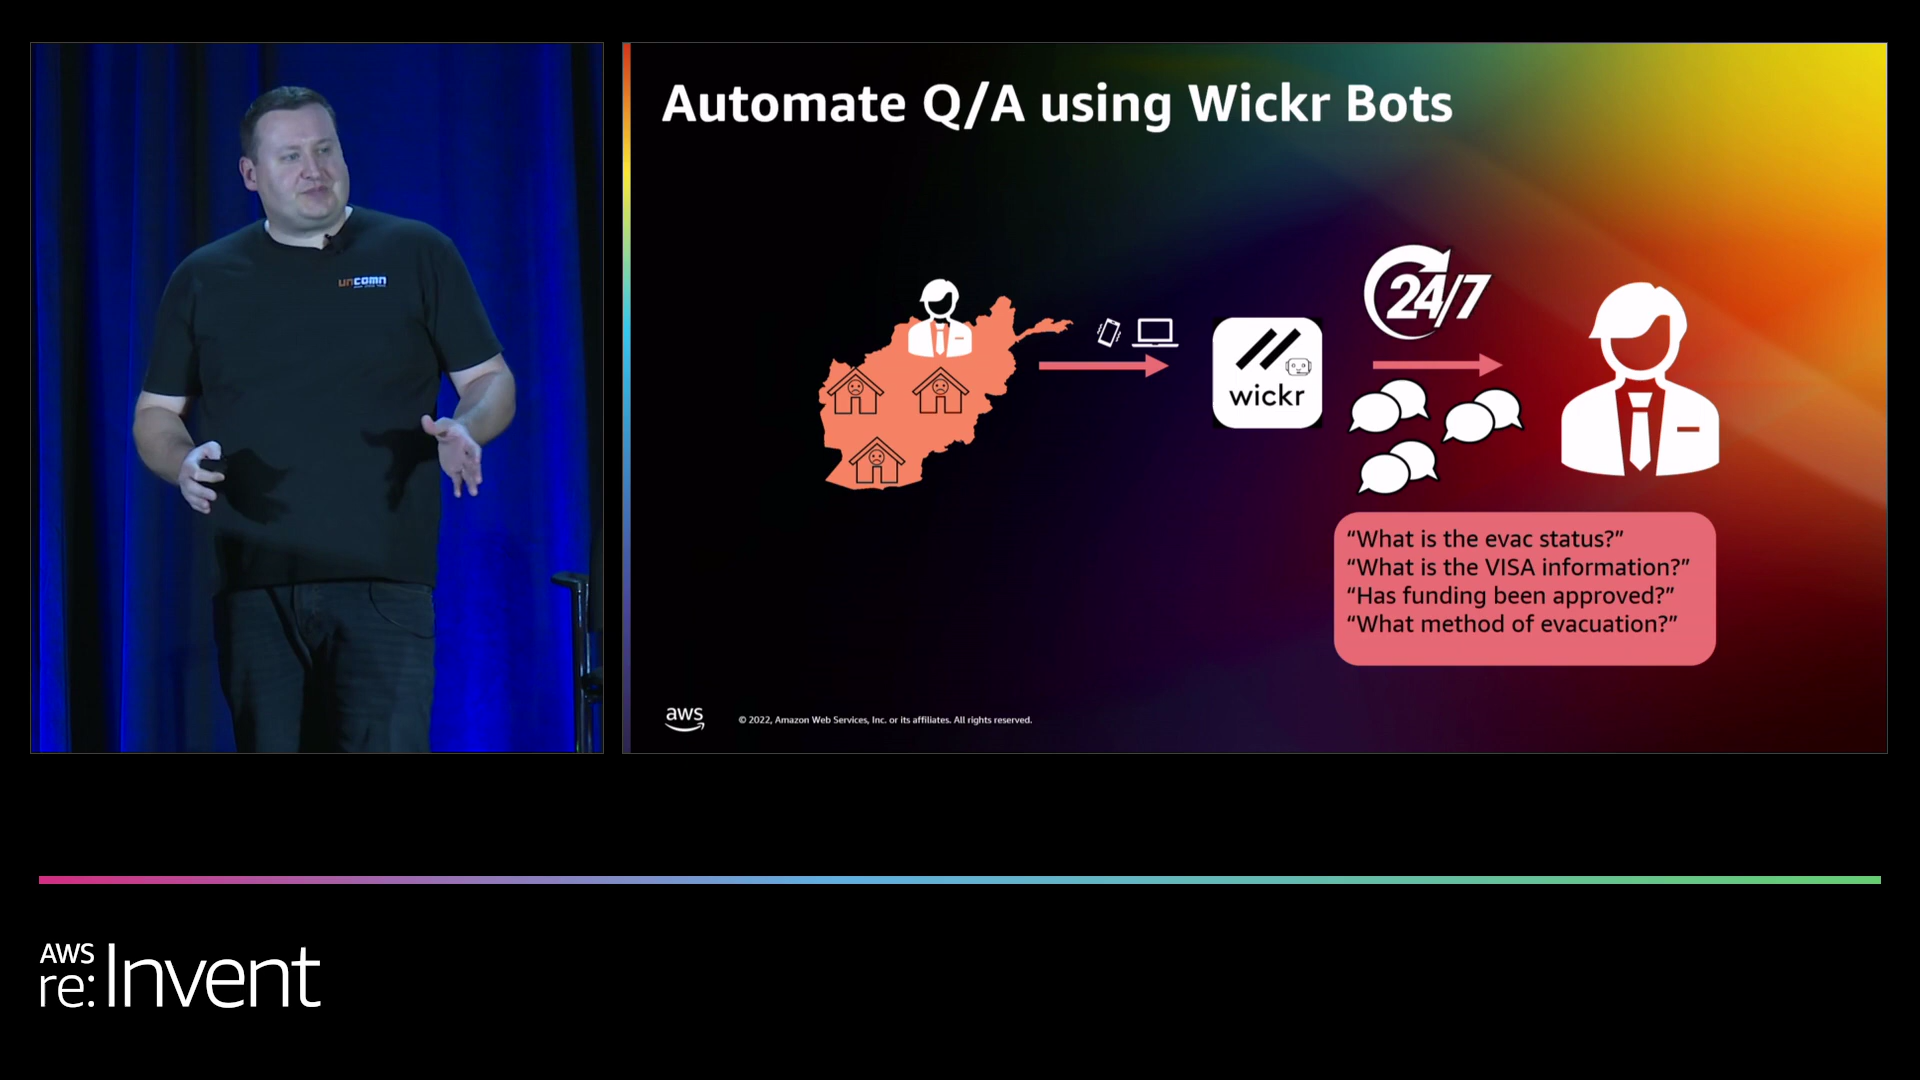 Automate Q/A using Wickr Bots
uncomn
24/7
wickr
“What is the evac status?”
“What is the VISA information?”
“Has funding been approved?”
“What method of evacuation?”
aws
© 2022, Amazon Web Services, Inc. or its affiliates. All rights reserved.
AWS
re:Invent